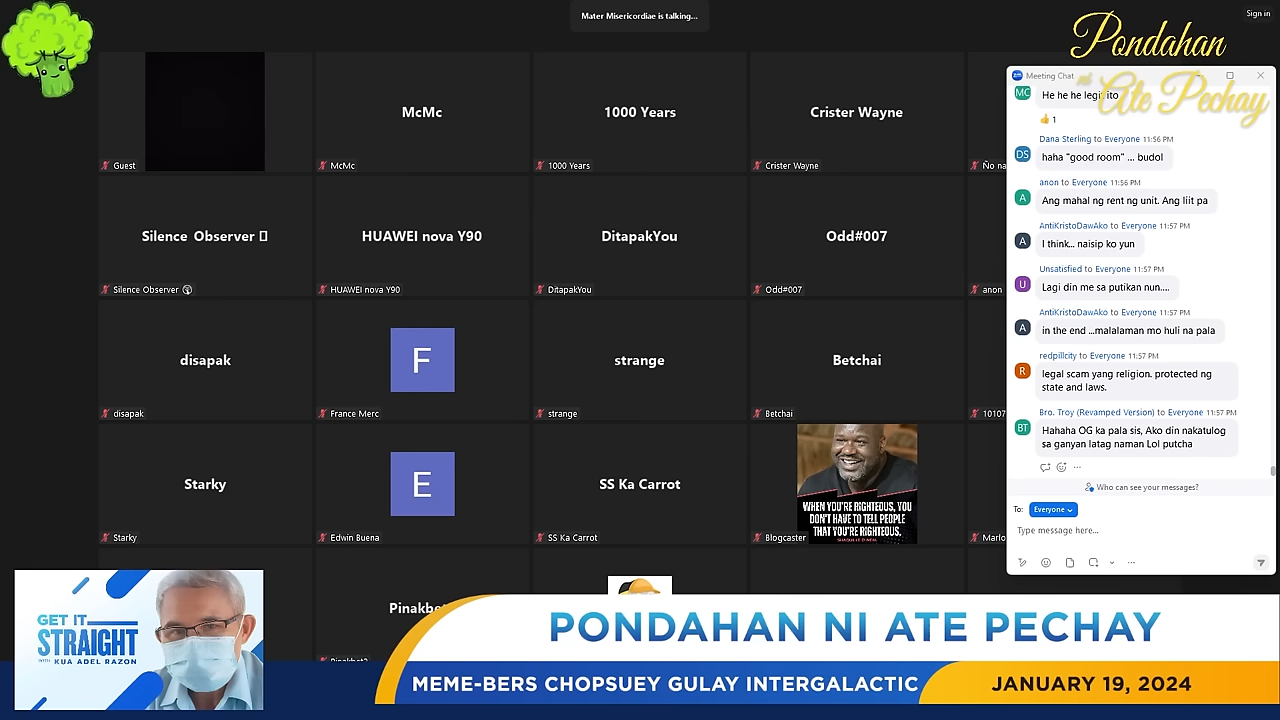 Mater Misericordiae is talking...
Sign in
Pondahan
ni Ate Pechay
McMc
1000 Years
Crister Wayne
Guest
McMc
1000 Years
Crister Wayne
Ño na
Silence Observer
HUAWEI nova Y90
DitapakYou
Odd#007
Silence Observer
HUAWEI nova Y90
DitapakYou
Odd#007
anon
disapak
F
strange
Betchai
disapak
France Merc
strange
Betchai
10107
Starky
E
SS Ka Carrot
WHEN YOU'RE RIGHTEOUS, YOU
DON'T HAVE TO TELL PEOPLE
THAT YOU'RE RIGHTEOUS.
Starky
Edwin Buena
SS Ka Carrot
Blogcaster
Marlo
Pinakbe
Meeting Chat
MC
He he he legit ito
👍 1
Dana Sterling to Everyone 11:56 PM
DS
haha "good room" ... budol
anon to Everyone 11:56 PM
A
Ang mahal ng rent ng unit. Ang liit pa
AntiKristoDawAko to Everyone 11:57 PM
A
I think... naisip ko yun
Unsatisfied to Everyone 11:57 PM
U
Lagi din me sa putikan nun....
AntiKristoDawAko to Everyone 11:57 PM
A
in the end ...malalaman mo huli na pala
redpillcity to Everyone 11:57 PM
R
legal scam yang religion. protected ng
state and laws.
Bro. Troy (Revamped Version) to Everyone 11:57 PM
BT
Hahaha OG ka pala sis, Ako din nakatulog
sa ganyan latag naman Lol putcha
Who can see your messages?
To: Everyone
Type message here...
GET IT
STRAIGHT
WITH KUA ADEL RAZON
PONDAHAN NI ATE PECHAY
MEME-BERS CHOPSUEY GULAY INTERGALACTIC
JANUARY 19, 2024